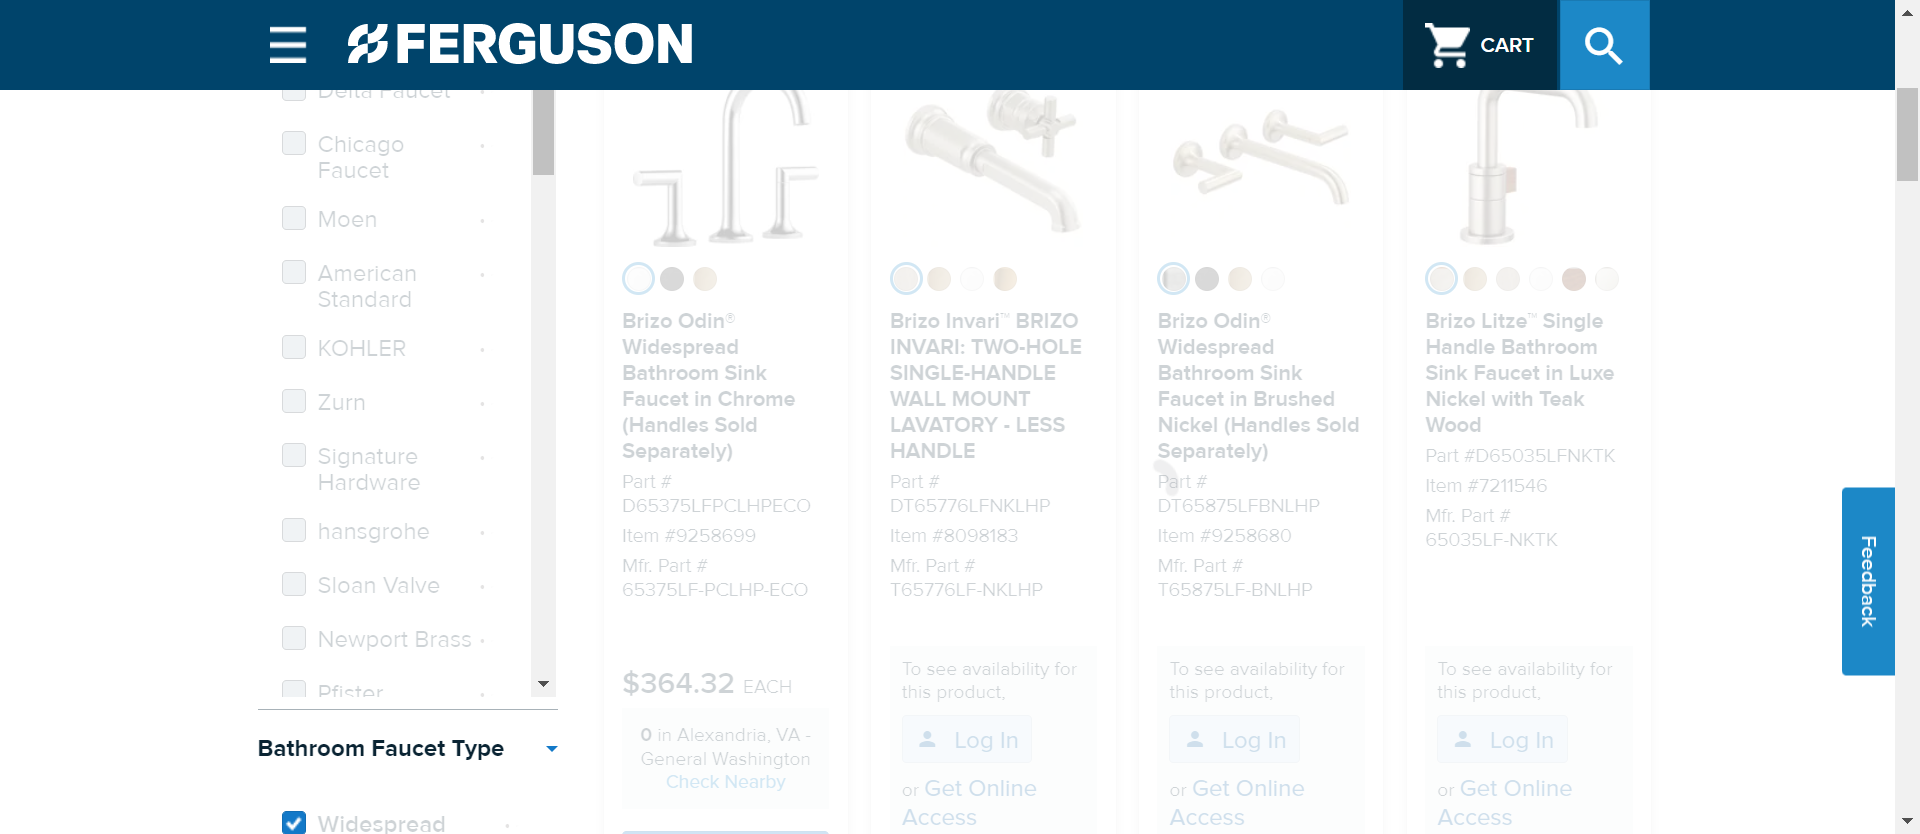 FERGUSON
CART
Delta Faucet
Chicago
Faucet
Moen
American
Standard
KOHLER
Zurn
Signature
Hardware
hansgrohe
Sloan Valve
Newport Brass
Pfister
Bathroom Faucet Type
Widespread
Brizo Odin®
Widespread
Bathroom Sink
Faucet in Chrome
(Handles Sold
Separately)
Part #
D65375LFPCLHPECO
Item #9258699
Mfr. Part #
65375LF-PCLHP-ECO
$364.32 EACH
0 in Alexandria, VA -
General Washington
Check Nearby
Brizo Invari™ BRIZO
INVARI: TWO-HOLE
SINGLE-HANDLE
WALL MOUNT
LAVATORY - LESS
HANDLE
Part #
DT65776LFNKLHP
Item #8098183
Mfr. Part #
T65776LF-NKLHP
To see availability for
this product,
Log In
or Get Online
Access
Brizo Odin®
Widespread
Bathroom Sink
Faucet in Brushed
Nickel (Handles Sold
Separately)
Part #
DT65875LFBNLHP
Item #9258680
Mfr. Part #
T65875LF-BNLHP
To see availability for
this product,
Log In
or Get Online
Access
Brizo Litze™ Single
Handle Bathroom
Sink Faucet in Luxe
Nickel with Teak
Wood
Part #D65035LFNKTK
Item #7211546
Mfr. Part #
65035LF-NKTK
To see availability for
this product,
Log In
or Get Online
Access
Feedback